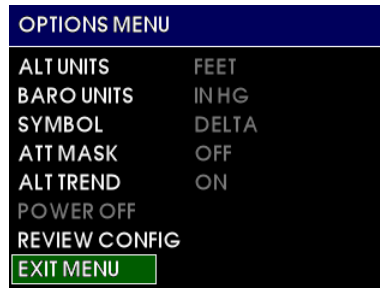 OPTIONS MENU
ALT UNITS FEET
BARO UNITS IN HG
SYMBOL DELTA
ATT MASK OFF
ALT TREND ON
POWER OFF
REVIEW CONFIG
EXIT MENU